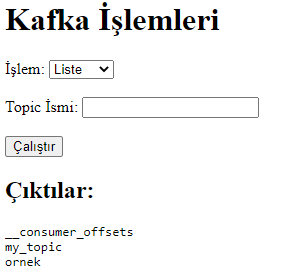 Kafka İşlemleri
İşlem: Liste
Topic İsmi:
Çalıştır
Çıktılar:
__consumer_offsets
my_topic
ornek